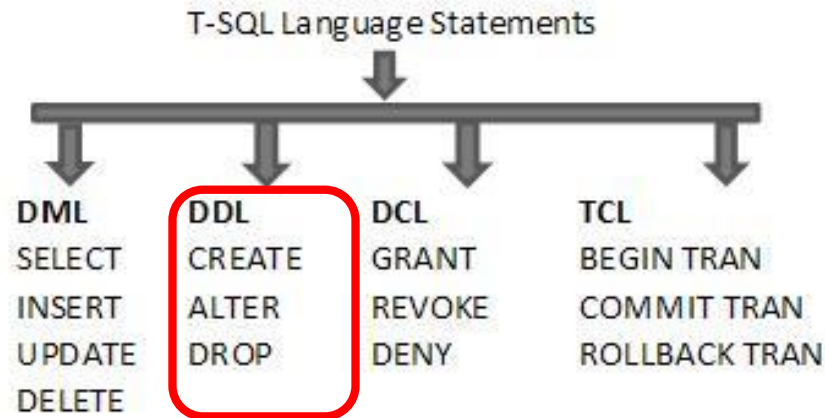 T-SQL Language Statements
DML
SELECT
INSERT
UPDATE
DELETE
DDL
CREATE
ALTER
DROP
DCL
GRANT
REVOKE
DENY
TCL
BEGIN TRAN
COMMIT TRAN
ROLLBACK TRAN